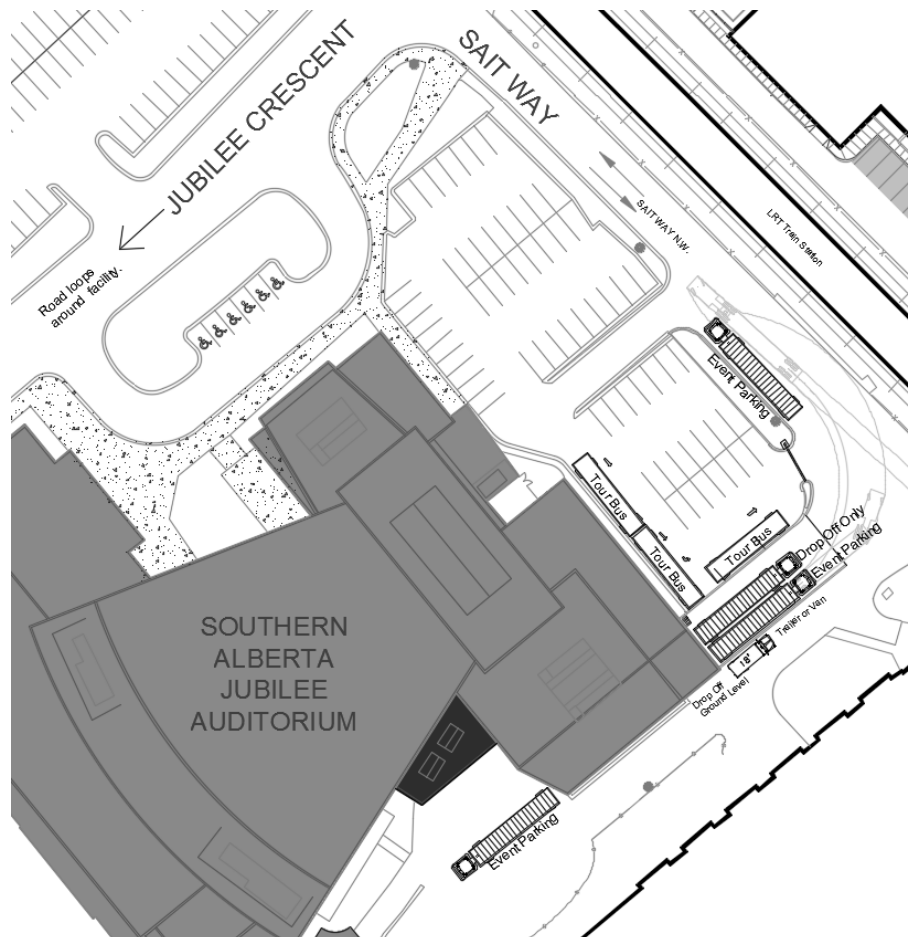 SAIT WAY
JUBILEE CRESCENT
SAIT WAY N.W.
LRT Train Station
Road loops
around facility.
Event Parking
Tour Bus
Tour Bus
Tour Bus
Drop Off Only
Event Parking
Trailer or Van
18'
Drop Off
Ground Level
SOUTHERN
ALBERTA
JUBILEE
AUDITORIUM
Event Parking